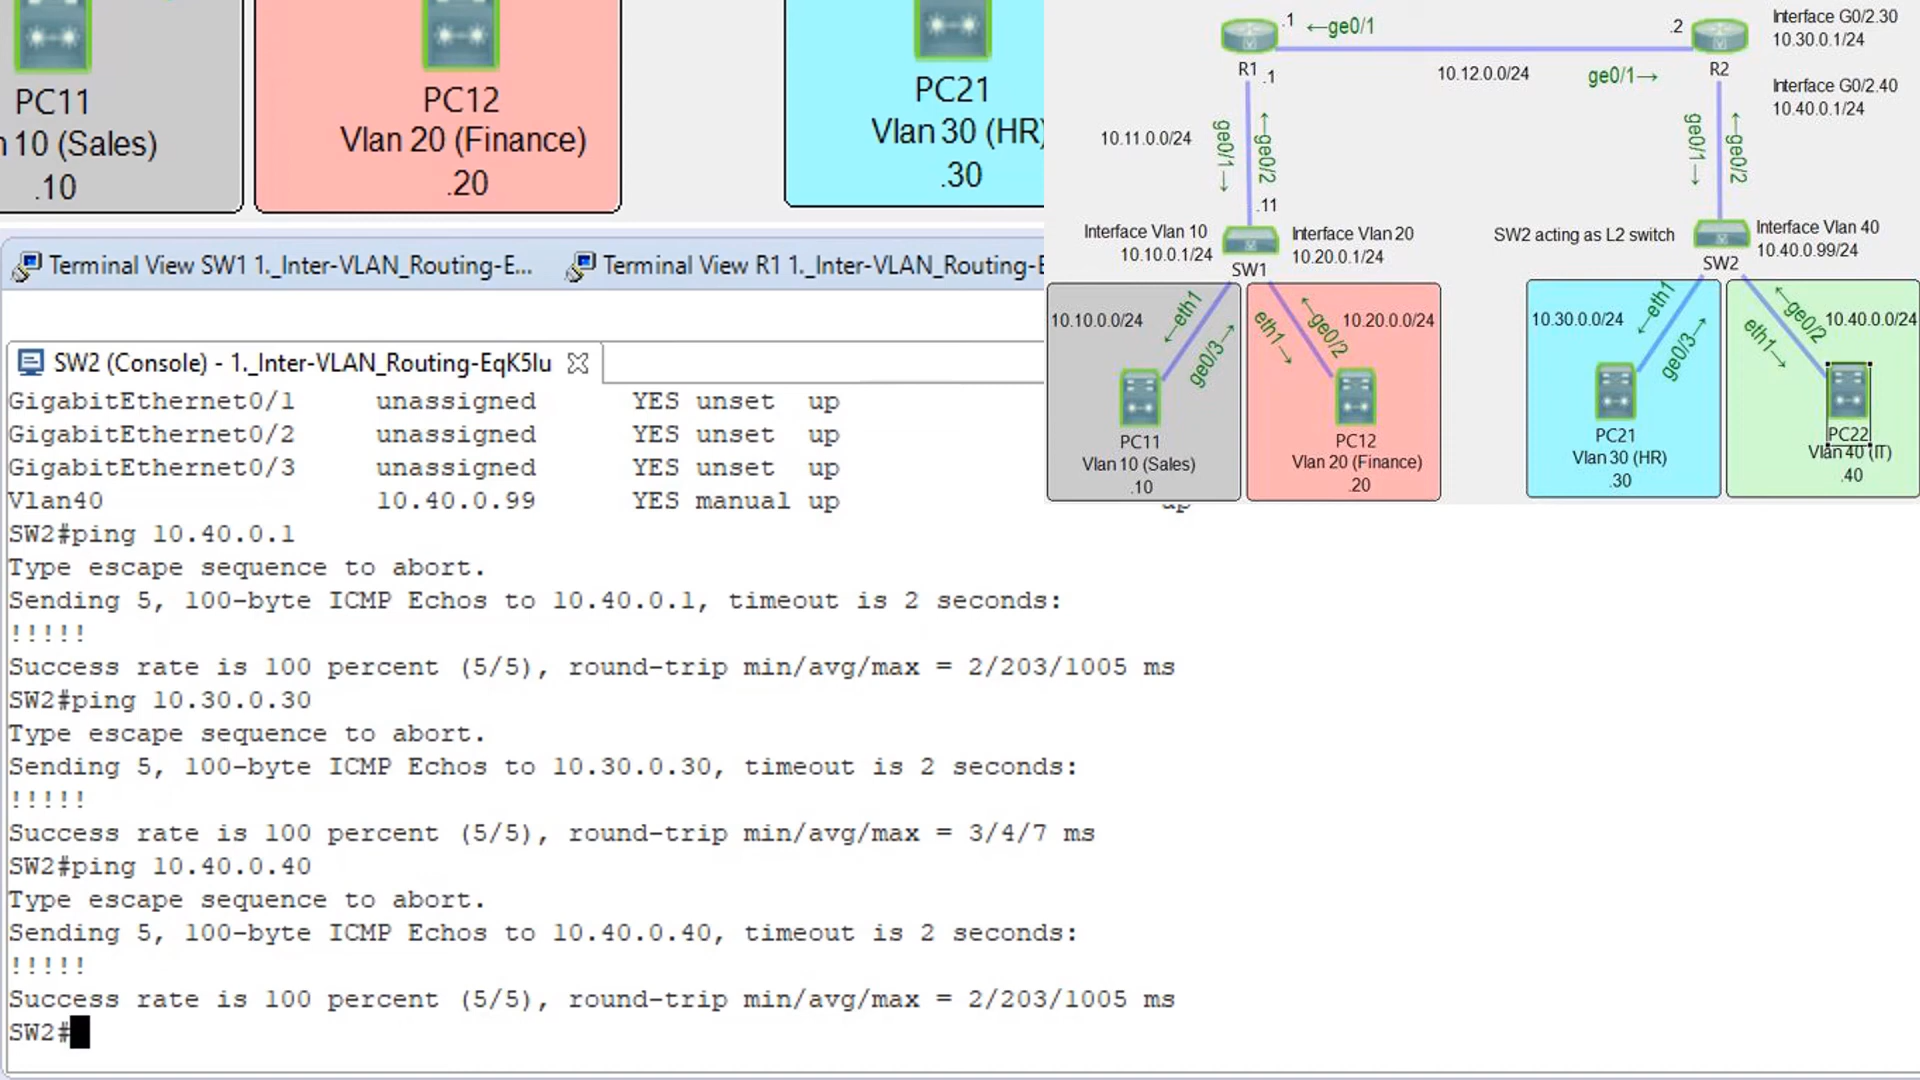 PC11
n 10 (Sales)
.10
PC12
Vlan 20 (Finance)
.20
PC21
Vlan 30 (HR)
.30
.1
←ge0/1
.2
Interface G0/2.30
10.30.0.1/24
R1
.1
10.12.0.0/24
ge0/1→
R2
Interface G0/2.40
10.40.0.1/24
10.11.0.0/24
ge0/1→
←ge0/2
ge0/1→
←ge0/2
.11
Interface Vlan 10
10.10.0.1/24
SW1
Interface Vlan 20
10.20.0.1/24
SW2 acting as L2 switch
SW2
Interface Vlan 40
10.40.0.99/24
10.10.0.0/24
←eth1
ge0/3→
eth1→
←ge0/2
10.20.0.0/24
10.30.0.0/24
←eth1
ge0/3→
eth1→
←ge0/2
10.40.0.0/24
PC11
Vlan 10 (Sales)
.10
PC12
Vlan 20 (Finance)
.20
PC21
Vlan 30 (HR)
.30
PC22
Vlan 40 (IT)
.40
Terminal View SW1 1._Inter-VLAN_Routing-E...
Terminal View R1 1._Inter-VLAN_Routing-E
SW2 (Console) - 1._Inter-VLAN_Routing-EqK5lu
GigabitEthernet0/1 unassigned YES unset up
GigabitEthernet0/2 unassigned YES unset up
GigabitEthernet0/3 unassigned YES unset up
Vlan40 10.40.0.99 YES manual up up
SW2#ping 10.40.0.1
Type escape sequence to abort.
Sending 5, 100-byte ICMP Echos to 10.40.0.1, timeout is 2 seconds:
!!!!!
Success rate is 100 percent (5/5), round-trip min/avg/max = 2/203/1005 ms
SW2#ping 10.30.0.30
Type escape sequence to abort.
Sending 5, 100-byte ICMP Echos to 10.30.0.30, timeout is 2 seconds:
!!!!!
Success rate is 100 percent (5/5), round-trip min/avg/max = 3/4/7 ms
SW2#ping 10.40.0.40
Type escape sequence to abort.
Sending 5, 100-byte ICMP Echos to 10.40.0.40, timeout is 2 seconds:
!!!!!
Success rate is 100 percent (5/5), round-trip min/avg/max = 2/203/1005 ms
SW2#